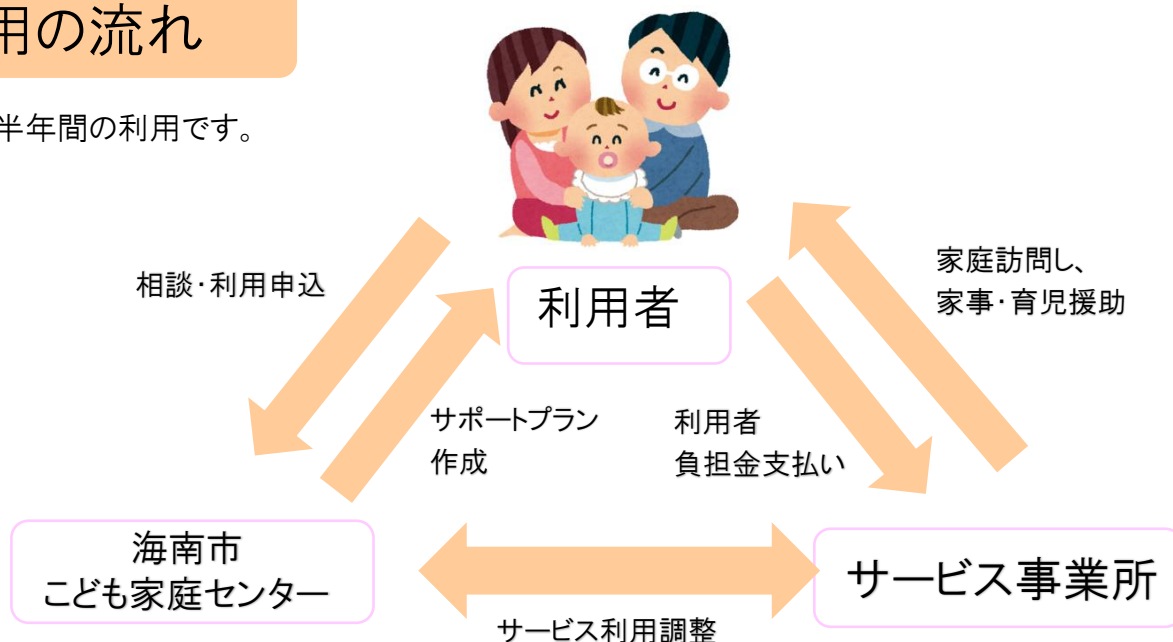 用の流れ
半年間の利用です。
相談・利用申込
家庭訪問し、
家事・育児援助
利用者
サポートプラン
作成
利用者
負担金支払い
海南市
こども家庭センター
サービス事業所
サービス利用調整